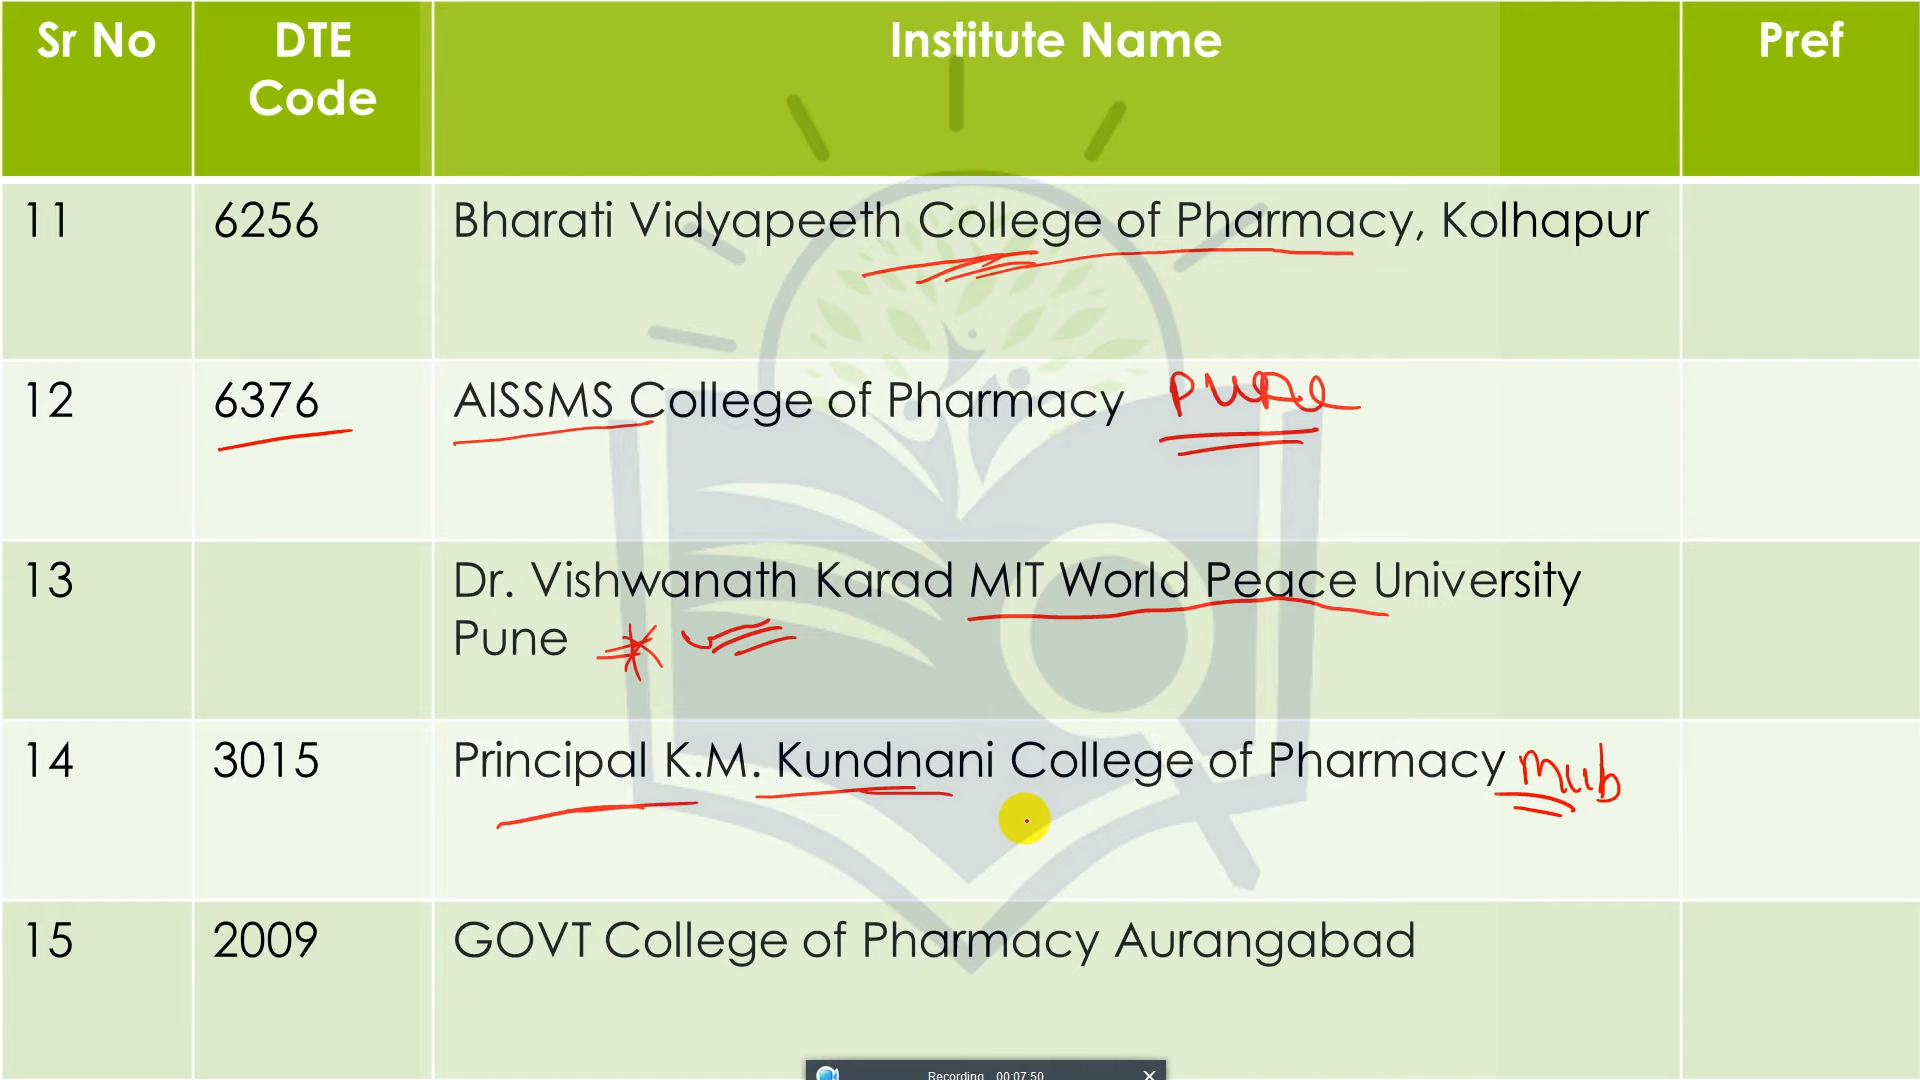 Sr No DTE Institute Name Pref
Code
11 6256 Bharati Vidyapeeth College of Pharmacy, Kolhapur
12 6376 AISSMS College of Pharmacy Pune
13 Dr. Vishwanath Karad MIT World Peace University
Pune
14 3015 Principal K.M. Kundnani College of Pharmacy Mub
15 2009 GOVT College of Pharmacy Aurangabad
Recording 00:07:50